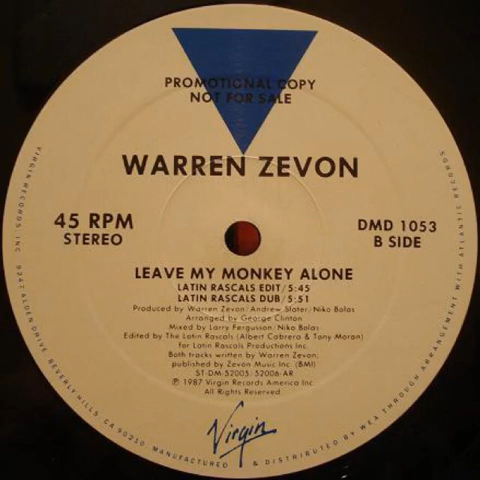 PROMOTIONAL COPY
NOT FOR SALE
WARREN ZEVON
45 RPM
STEREO
DMD 1053
B SIDE
LEAVE MY MONKEY ALONE
LATIN RASCALS EDIT/5:45
LATIN RASCALS DUB/5:51
Produced by Warren Zevon/Andrew Slater/Niko Bolas
Arranged by George Clinton
Mixed by Larry Fergusson/Niko Bolas
Edited by The Latin Rascals (Albert Cabrera & Tony Moran)
for Latin Rascals Productions Inc.
Both tracks written by Warren Zevon;
published by Zevon Music Inc. (BMI)
ST-DM-52005/52006-AR
Ⓟ 1987 Virgin Records America Inc
All Rights Reserved
Virgin
VIRGIN RECORDS, INC. 9247 ALDEN DRIVE, BEVERLY HILLS, CA 90210 MANUFACTURED & DISTRIBUTED BY WEA THROUGH ARRANGEMENT WITH ATLANTIC RECORDS